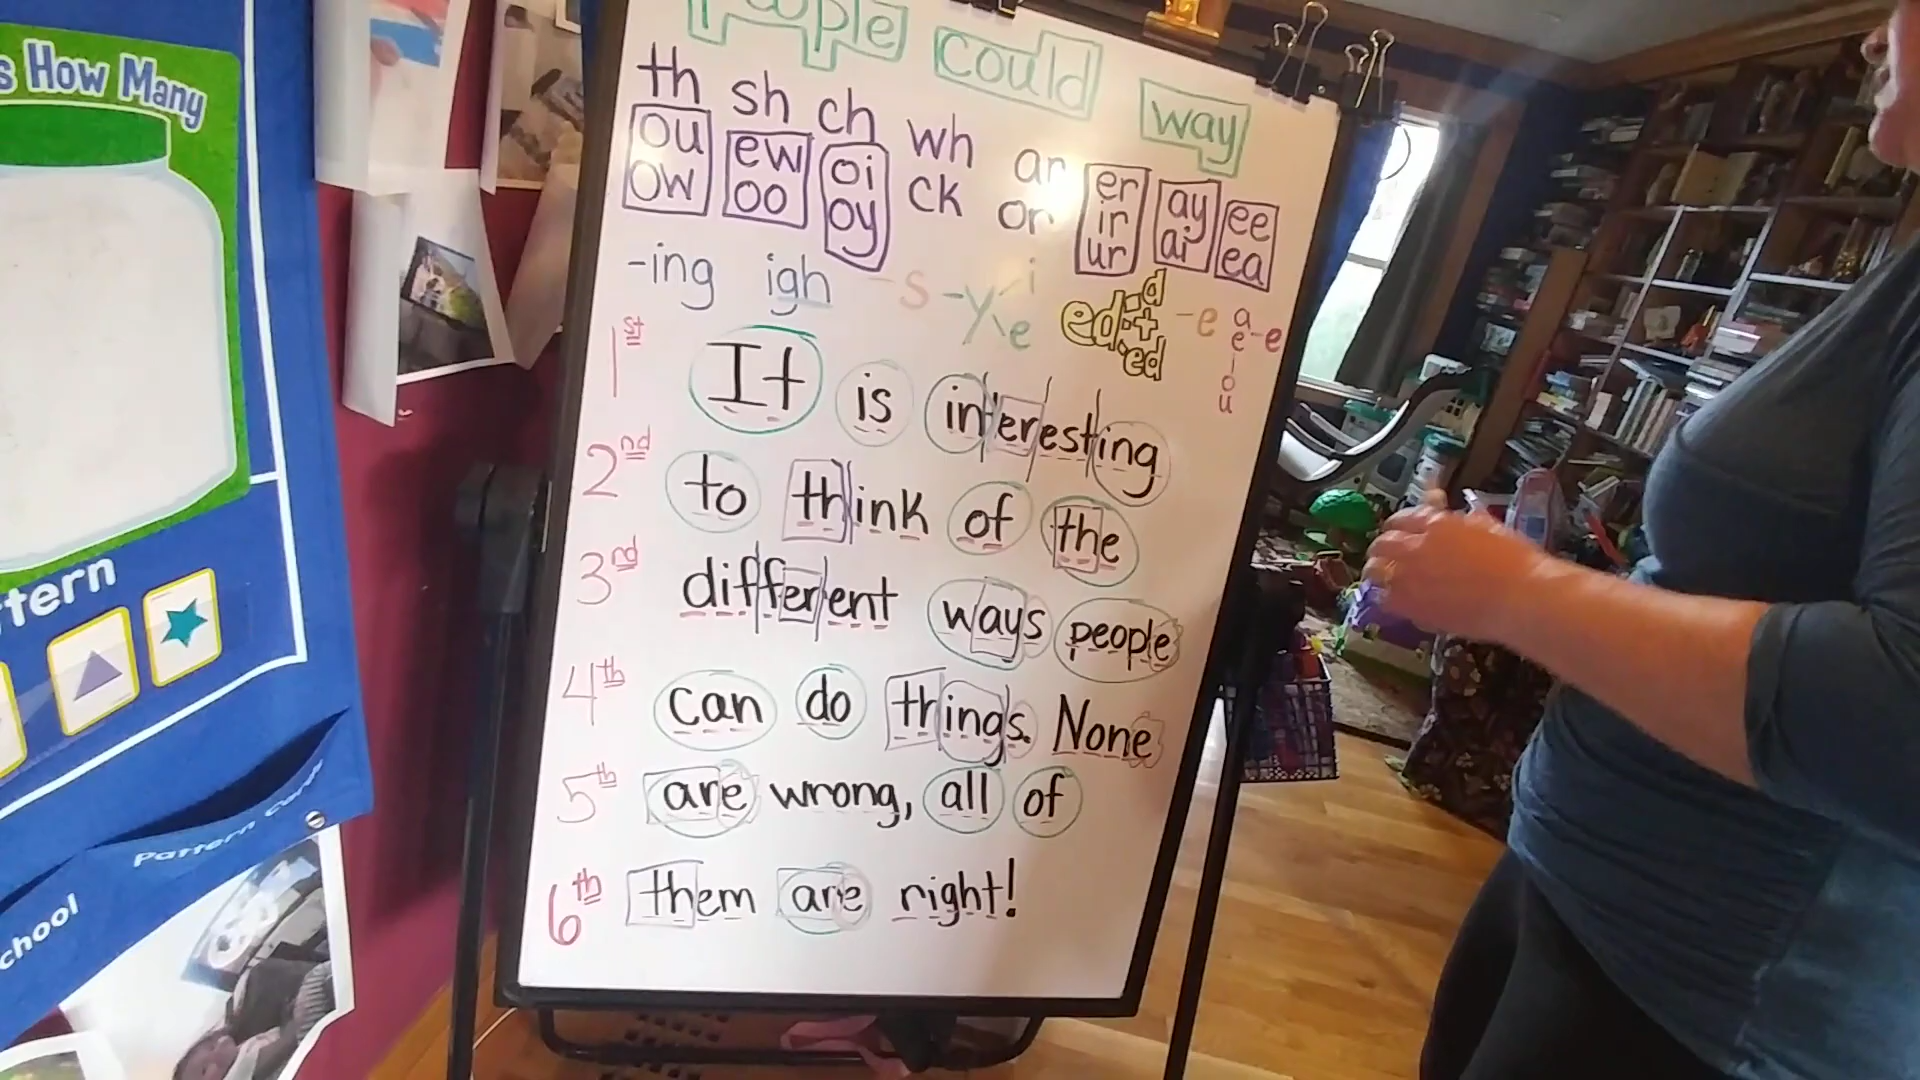 s How Many
ttern
Pattern Cards
chool
people could way
th sh ch wh ar er ay ee
ou ew oi ck or ir ai ea
ow oo oy ur
-ing igh -s -y i e ed -d -t -ed -e a e i o u -e
1st It is interesting
2nd to think of the
3rd different ways people
4th can do things. None
5th are wrong, all of
6th them are right!